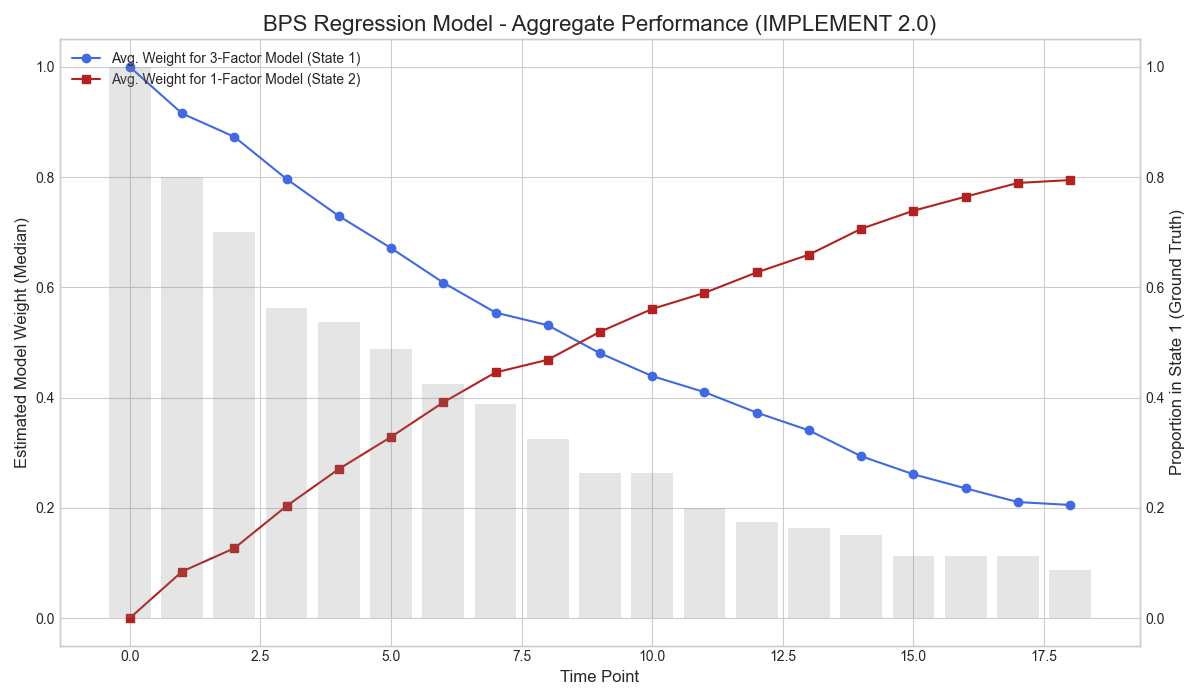 BPS Regression Model - Aggregate Performance (IMPLEMENT 2.0)
Avg. Weight for 3-Factor Model (State 1)
Avg. Weight for 1-Factor Model (State 2)
Estimated Model Weight (Median)
1.0
0.8
0.6
0.4
0.2
0.0
1.0
0.8
0.6
0.4
0.2
0.0
Proportion in State 1 (Ground Truth)
0.0 2.5 5.0 7.5 10.0 12.5 15.0 17.5
Time Point